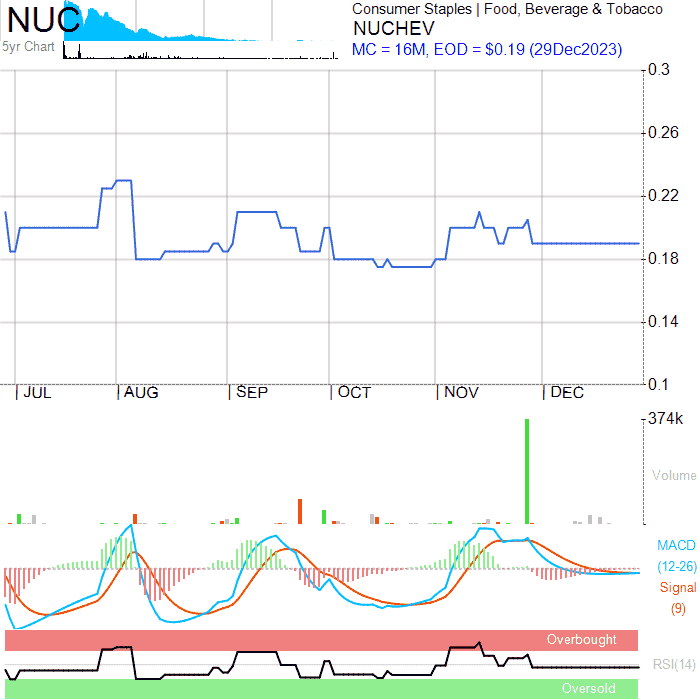 NUC
Consumer Staples | Food, Beverage & Tobacco
NUCHEV
5yr Chart
MC = 16M, EOD = $0.19 (29Dec2023)
0.3
0.26
0.22
0.18
0.14
0.1
| JUL | AUG | SEP | OCT | NOV | DEC
374k
Volume
MACD
(12-26)
Signal
(9)
Overbought
RSI(14)
Oversold